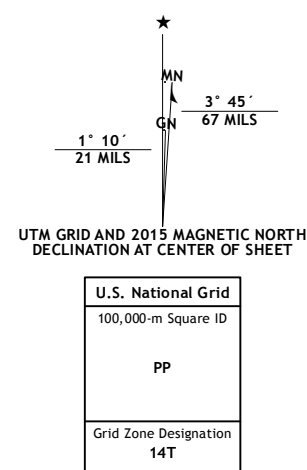 ★
MN
3° 45´
67 MILS
GN
1° 10´
21 MILS
UTM GRID AND 2015 MAGNETIC NORTH
DECLINATION AT CENTER OF SHEET
U.S. National Grid
100,000-m Square ID
PP
Grid Zone Designation
14T